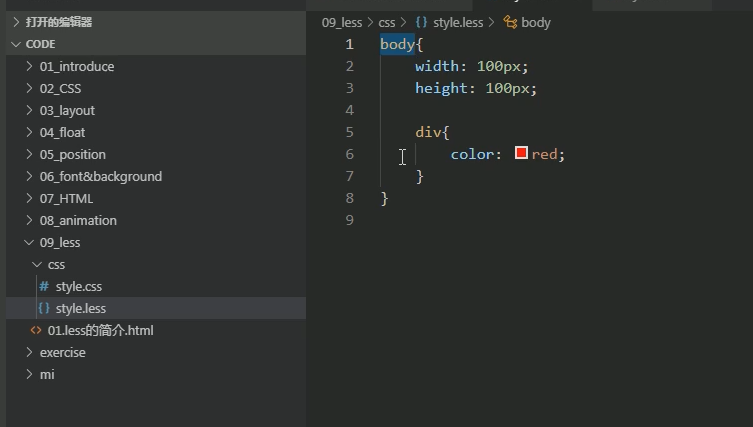 打开的编辑器
CODE
01_introduce
02_CSS
03_layout
04_float
05_position
06_font&background
07_HTML
08_animation
09_less
css
# style.css
{} style.less
<> 01.less的简介.html
exercise
mi
09_less > css > {} style.less > body
1 body{
2 width: 100px;
3 height: 100px;
4
5 div{
6 color: red;
7 }
8 }
9